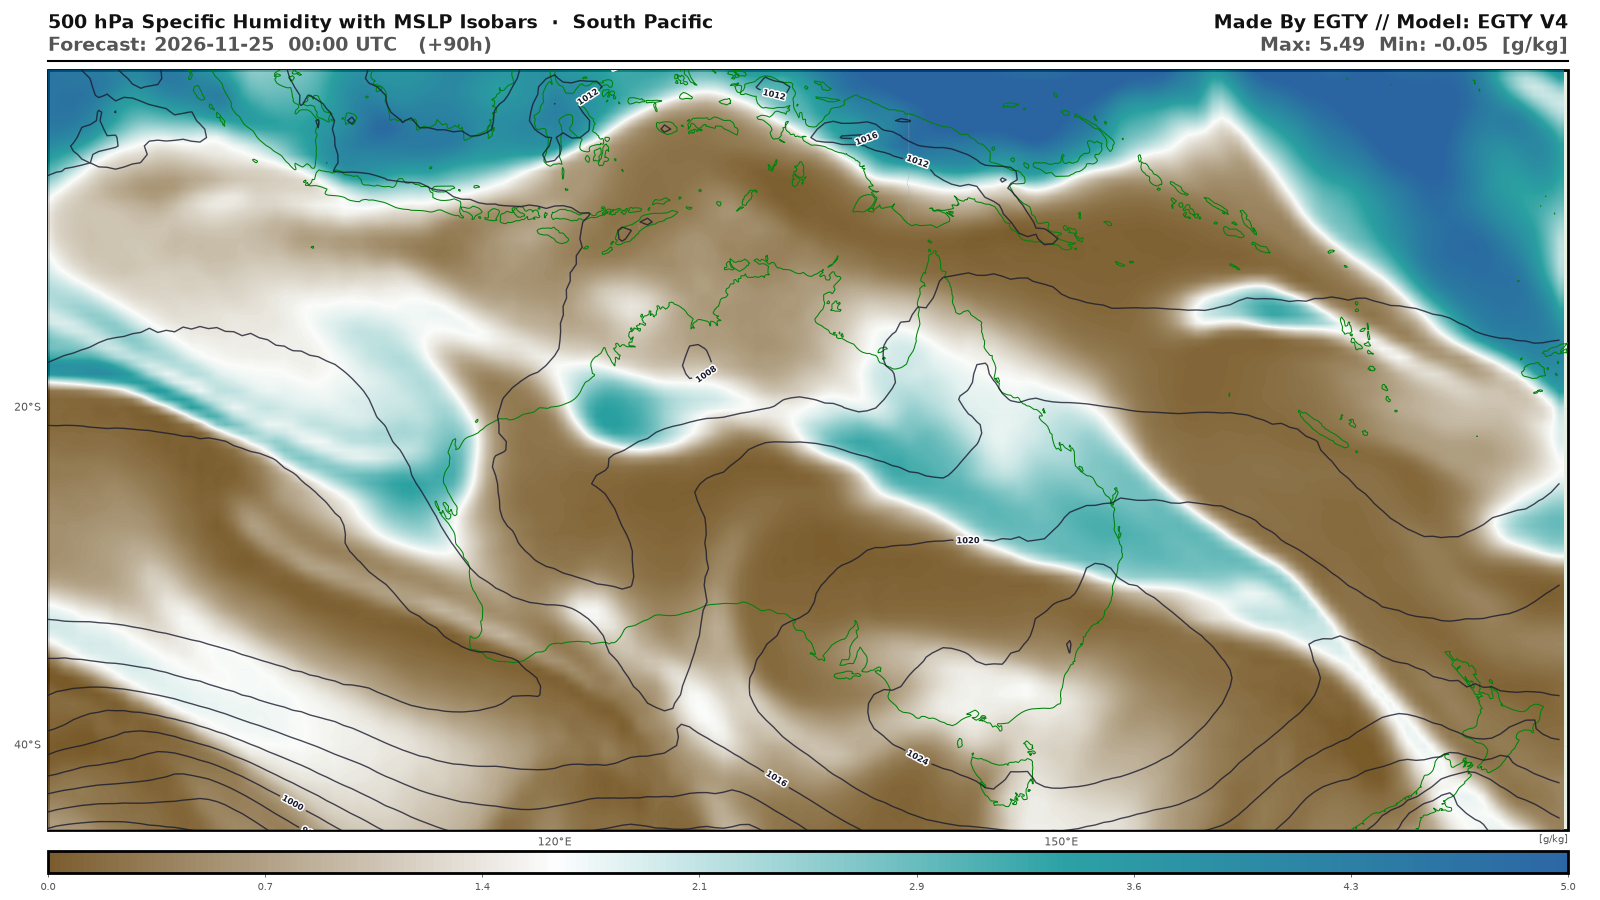 500 hPa Specific Humidity with MSLP Isobars · South Pacific
Made By EGTY // Model: EGTY V4
Forecast: 2026-11-25 00:00 UTC (+90h)
Max: 5.49 Min: -0.05 [g/kg]
1012
1012
1016
1012
1008
20°S
1020
40°S
1024
1016
1000
120°E
150°E
[g/kg]
0.0
0.7
1.4
2.1
2.9
3.6
4.3
5.0